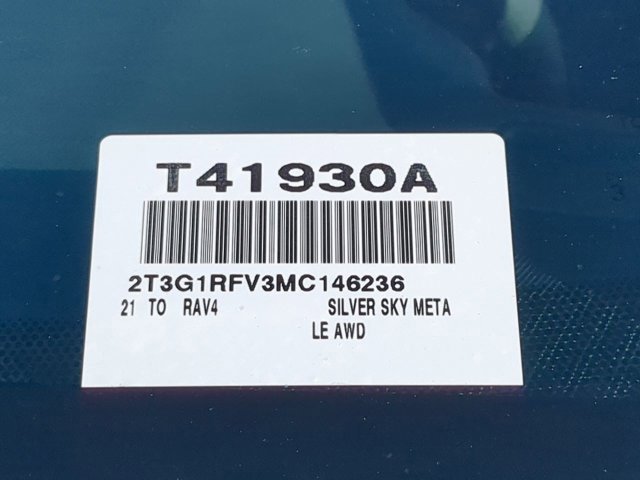 T41930A
2T3G1RFV3MC146236
21 TO RAV4 SILVER SKY META
LE AWD